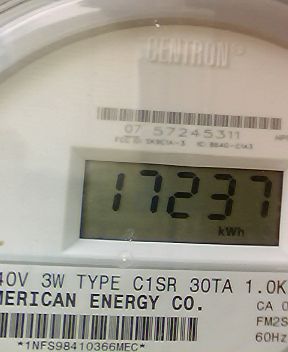 CENTRON®
07 57245311
17237
kWh
40V 3W TYPE C1SR 30TA 1.0K
MERICAN ENERGY CO.
CA 0
FM2S
60Hz
*1NFS98410366MEC*